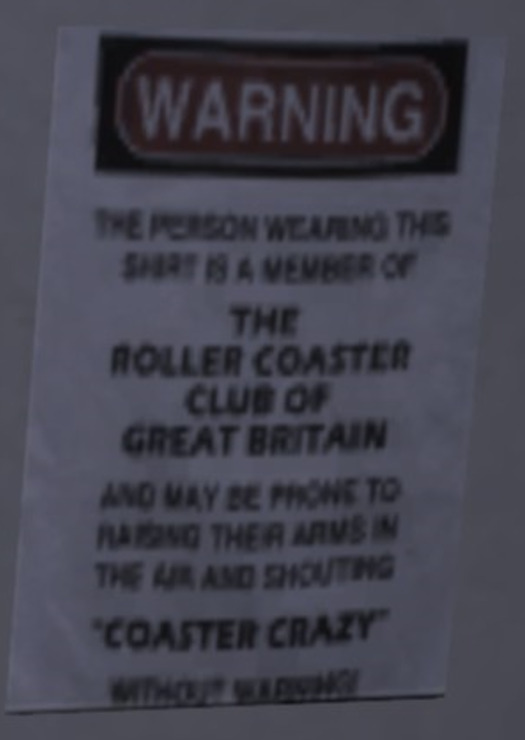 WARNING
THE PERSON WEARING THIS
SHIRT IS A MEMBER OF
THE
ROLLER COASTER
CLUB OF
GREAT BRITAIN
AND MAY BE PRONE TO
RAISING THEIR ARMS IN
THE AIR AND SHOUTING
"COASTER CRAZY"
WITHOUT WARNING!